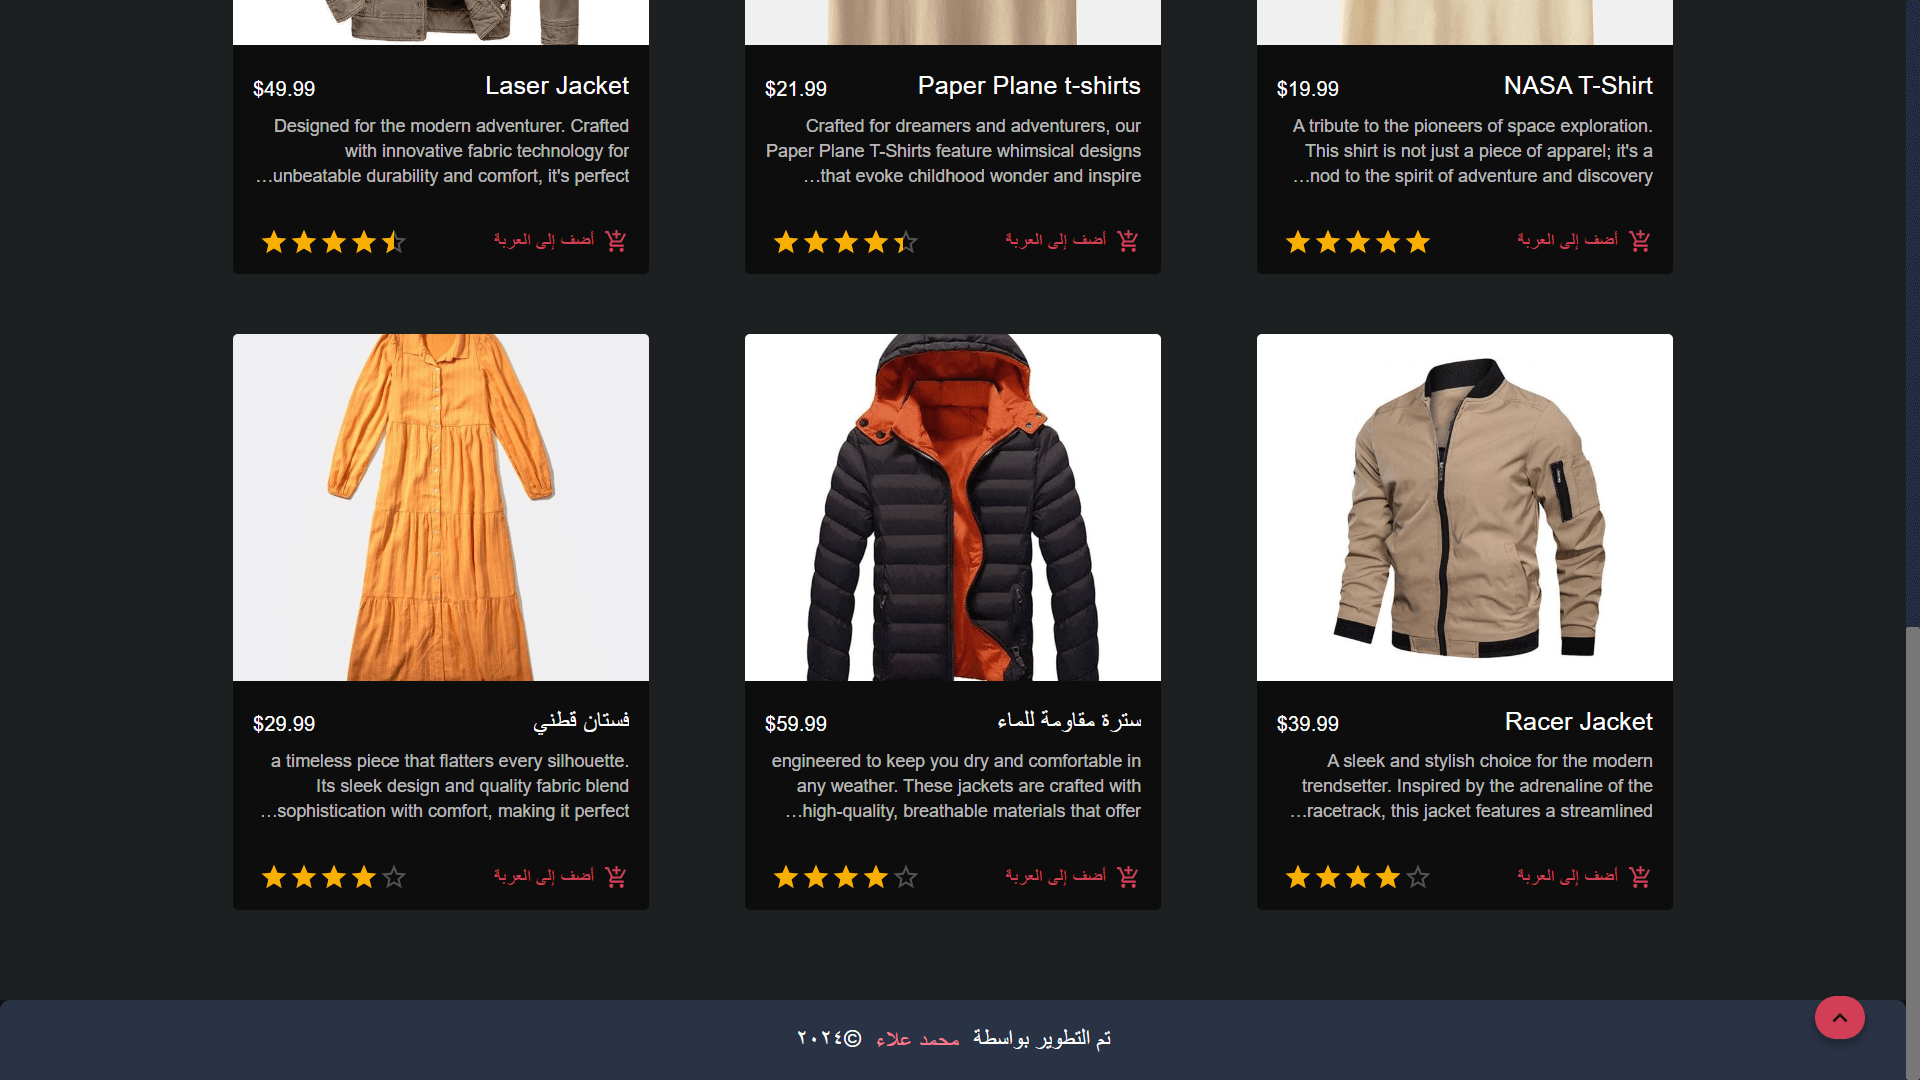 NASA T-Shirt
$19.99
A tribute to the pioneers of space exploration.
This shirt is not just a piece of apparel; it's a
nod to the spirit of adventure and discovery…
أضف إلى العربة
Paper Plane t-shirts
$21.99
Crafted for dreamers and adventurers, our
Paper Plane T-Shirts feature whimsical designs
that evoke childhood wonder and inspire…
أضف إلى العربة
Laser Jacket
$49.99
Designed for the modern adventurer. Crafted
with innovative fabric technology for
unbeatable durability and comfort, it's perfect…
أضف إلى العربة
Racer Jacket
$39.99
A sleek and stylish choice for the modern
trendsetter. Inspired by the adrenaline of the
racetrack, this jacket features a streamlined…
أضف إلى العربة
سترة مقاومة للماء
$59.99
engineered to keep you dry and comfortable in
any weather. These jackets are crafted with
high-quality, breathable materials that offer…
أضف إلى العربة
فستان قطني
$29.99
a timeless piece that flatters every silhouette.
Its sleek design and quality fabric blend
sophistication with comfort, making it perfect…
أضف إلى العربة
تم التطوير بواسطة محمد علاء ©٢٠٢٤